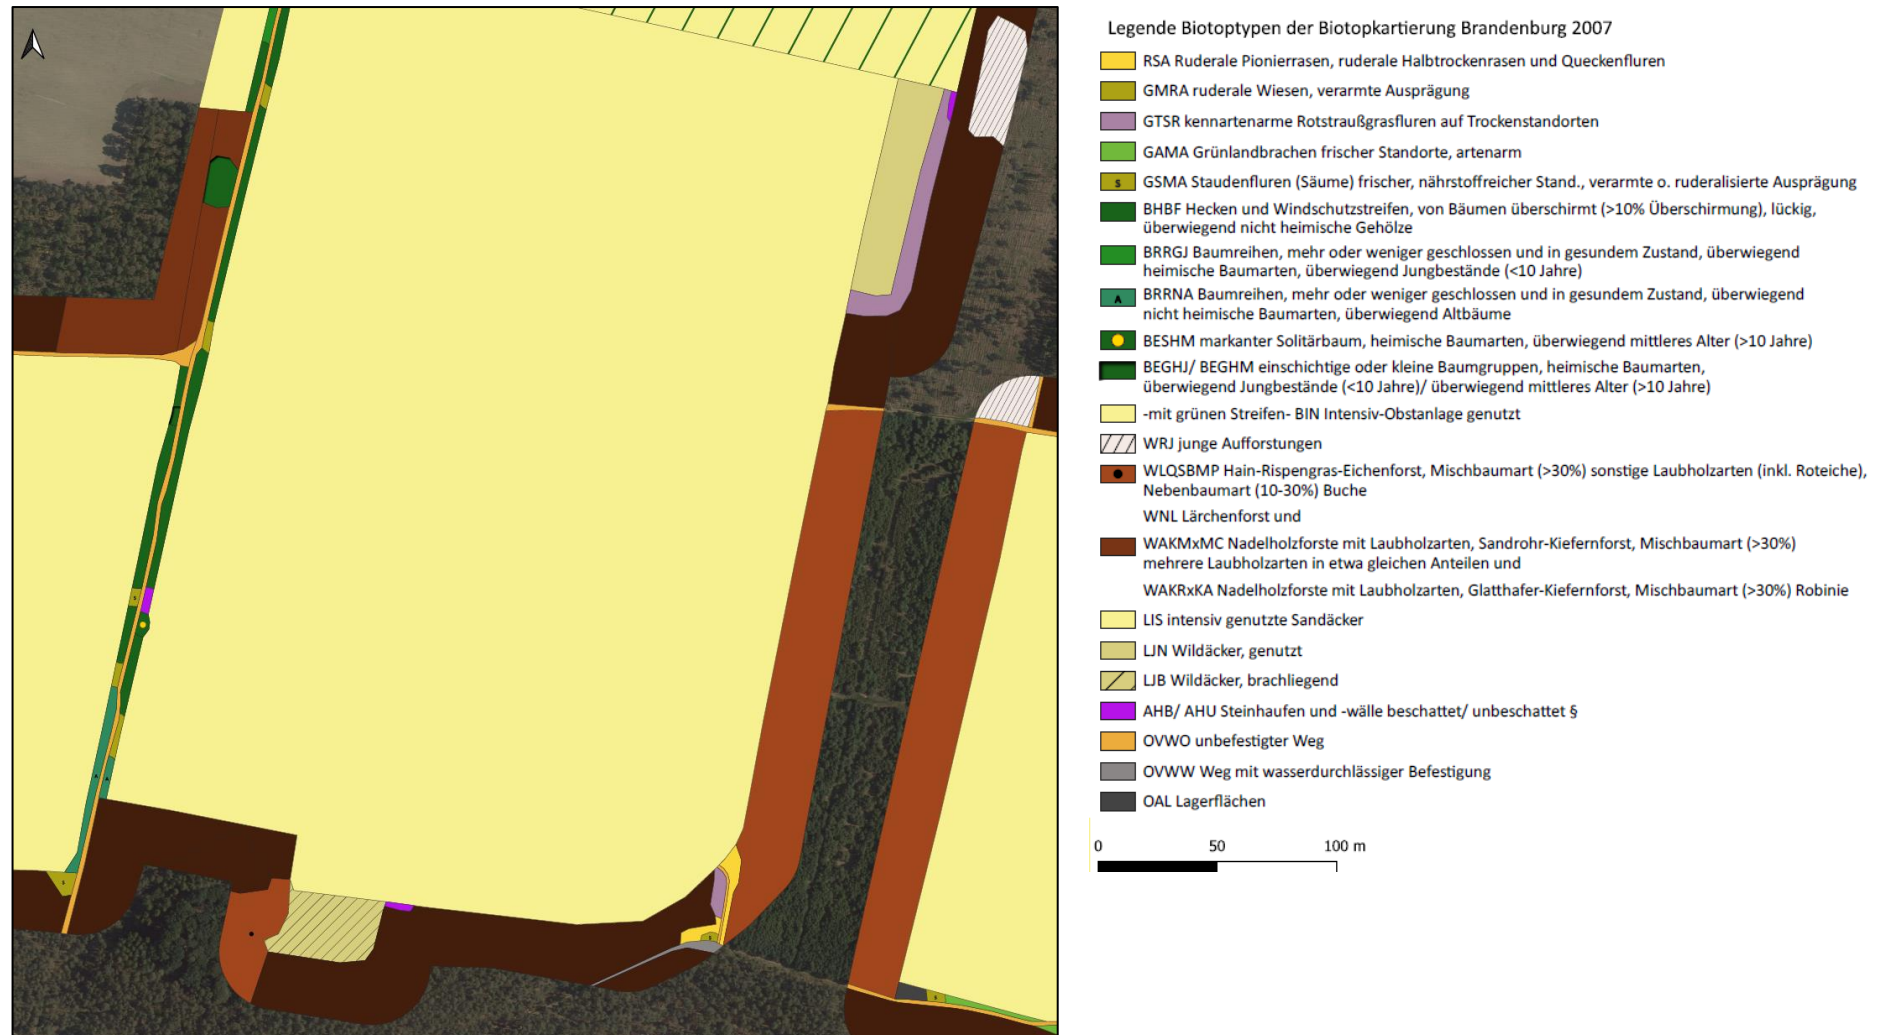 Legende Biotoptypen der Biotopkartierung Brandenburg 2007
RSA Ruderale Pionierrasen, ruderale Halbtrockenrasen und Queckenfluren
GMRA ruderale Wiesen, verarmte Ausprägung
GTSR kennartenarme Rotstraußgrasfluren auf Trockenstandorten
GAMA Grünlandbrachen frischer Standorte, artenarm
s GSMA Staudenfluren (Säume) frischer, nährstoffreicher Stand., verarmte o. ruderalisierte Ausprägung
BHBF Hecken und Windschutzstreifen, von Bäumen überschirmt (>10% Überschirmung), lückig,
überwiegend nicht heimische Gehölze
BRRGJ Baumreihen, mehr oder weniger geschlossen und in gesundem Zustand, überwiegend
heimische Baumarten, überwiegend Jungbestände (<10 Jahre)
A BRRNA Baumreihen, mehr oder weniger geschlossen und in gesundem Zustand, überwiegend
nicht heimische Baumarten, überwiegend Altbäume
BESHM markanter Solitärbaum, heimische Baumarten, überwiegend mittleres Alter (>10 Jahre)
BEGHJ/ BEGHM einschichtige oder kleine Baumgruppen, heimische Baumarten,
überwiegend Jungbestände (<10 Jahre)/ überwiegend mittleres Alter (>10 Jahre)
-mit grünen Streifen- BIN Intensiv-Obstanlage genutzt
WRJ junge Aufforstungen
WLQSBMP Hain-Rispengras-Eichenforst, Mischbaumart (>30%) sonstige Laubholzarten (inkl. Roteiche),
Nebenbaumart (10-30%) Buche
WNL Lärchenforst und
WAKMxMC Nadelholzforste mit Laubholzarten, Sandrohr-Kiefernforst, Mischbaumart (>30%)
mehrere Laubholzarten in etwa gleichen Anteilen und
WAKRxKA Nadelholzforste mit Laubholzarten, Glatthafer-Kiefernforst, Mischbaumart (>30%) Robinie
LIS intensiv genutzte Sandäcker
LJN Wildäcker, genutzt
LJB Wildäcker, brachliegend
AHB/ AHU Steinhaufen und -wälle beschattet/ unbeschattet §
OVWO unbefestigter Weg
OVWW Weg mit wasserdurchlässiger Befestigung
OAL Lagerflächen
0 50 100 m
s
A A
s
s
s